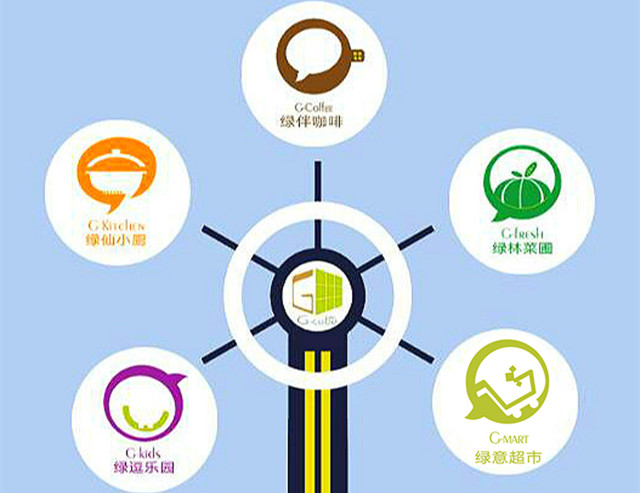 G·Coffee
绿伴咖啡
G·Kitchen
绿仙小厨
G·fresh
绿林菜圃
G·cube
G·kids
绿逗乐园
G·MART
绿意超市